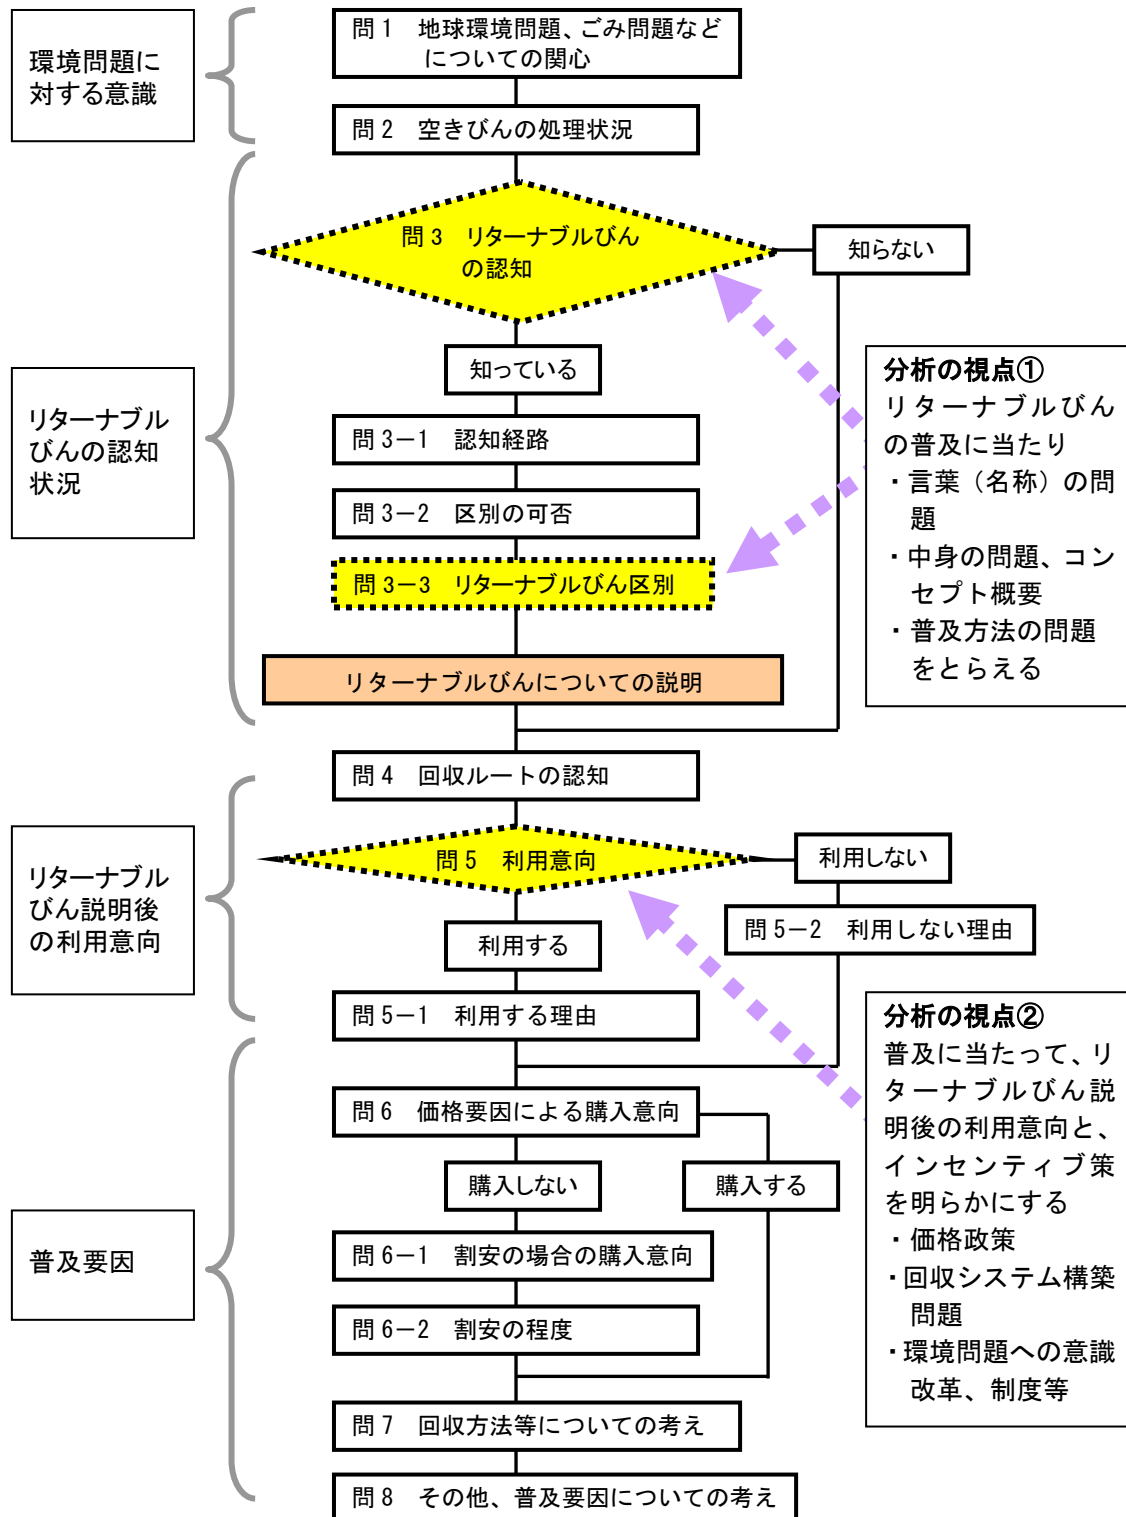 環境問題に
対する意識
問1　地球環境問題、ごみ問題など
についての関心
問2　空きびんの処理状況
リターナブル
びんの認知
状況
問3　リターナブルびん
の認知
知らない
知っている
問3－1　認知経路
問3－2　区別の可否
問3－3　リターナブルびん区別
リターナブルびんについての説明
分析の視点①
リターナブルびん
の普及に当たり
・言葉（名称）の問
題
・中身の問題、コン
セプト概要
・普及方法の問題
をとらえる
問4　回収ルートの認知
リターナブル
びん説明後
の利用意向
問5　利用意向
利用しない
問5－2　利用しない理由
利用する
問5－1　利用する理由
分析の視点②
普及に当たって、リ
ターナブルびん説
明後の利用意向と、
インセンティブ策
を明らかにする
・価格政策
・回収システム構築
問題
・環境問題への意識
改革、制度等
普及要因
問6　価格要因による購入意向
購入しない
購入する
問6－1　割安の場合の購入意向
問6－2　割安の程度
問7　回収方法等についての考え
問8　その他、普及要因についての考え